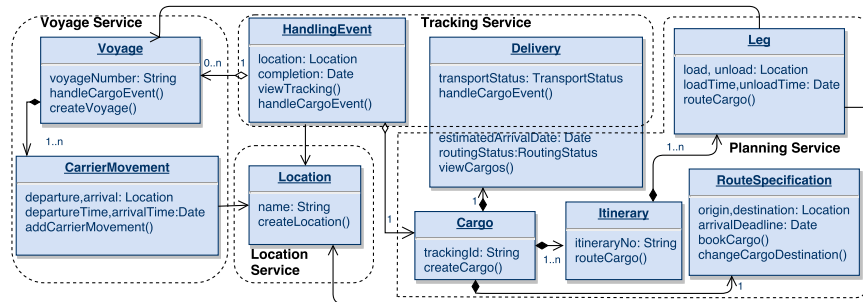 Voyage Service
Voyage
voyageNumber: String
handleCargoEvent()
createVoyage()
0..n
1
HandlingEvent
location: Location
completion: Date
viewTracking()
handleCargoEvent()
Tracking Service
Delivery
transportStatus: TransportStatus
handleCargoEvent()
estimatedArrivalDate: Date
routingStatus:RoutingStatus
viewCargos()
Leg
load, unload: Location
loadTime,unloadTime: Date
routeCargo()
1..n
Planning Service
1..n
CarrierMovement
departure,arrival: Location
departureTime,arrivalTime:Date
addCarrierMovement()
Location
name: String
createLocation()
Location
Service
1
1
Cargo
trackingId: String
createCargo()
1..n
Itinerary
itineraryNo: String
routeCargo()
RouteSpecification
origin,destination: Location
arrivalDeadline: Date
bookCargo()
changeCargoDestination()
1